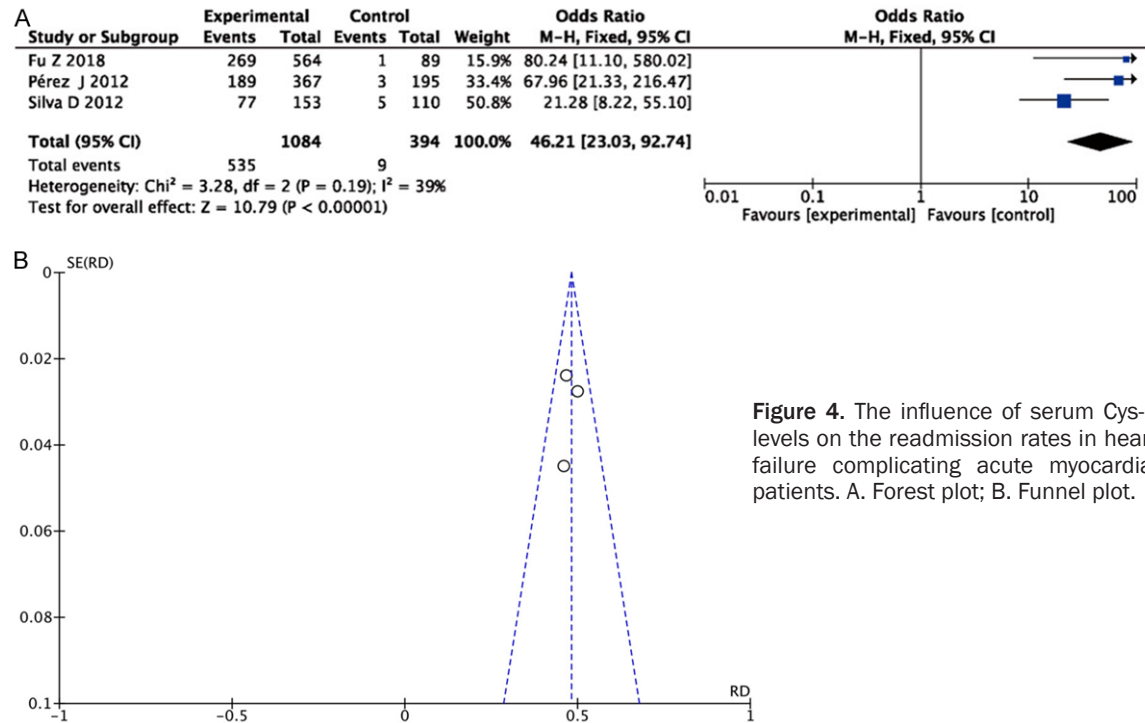 A
Experimental Control Odds Ratio Odds Ratio
Study or Subgroup Events Total Events Total Weight M-H, Fixed, 95% CI M-H, Fixed, 95% CI
Fu Z 2018 269 564 1 89 15.9% 80.24 [11.10, 580.02]
Pérez J 2012 189 367 3 195 33.4% 67.96 [21.33, 216.47]
Silva D 2012 77 153 5 110 50.8% 21.28 [8.22, 55.10]
Total (95% CI) 1084 394 100.0% 46.21 [23.03, 92.74]
Total events 535 9
Heterogeneity: Chi² = 3.28, df = 2 (P = 0.19); I² = 39%
Test for overall effect: Z = 10.79 (P < 0.00001)
0.01 0.1 1 10 100
Favours [experimental] Favours [control]
B
SE(RD)
0
0.02
0.04
0.06
0.08
0.1
-1 -0.5 0 0.5 1
RD
Figure 4. The influence of serum Cys-
levels on the readmission rates in hear
failure complicating acute myocardia
patients. A. Forest plot; B. Funnel plot.